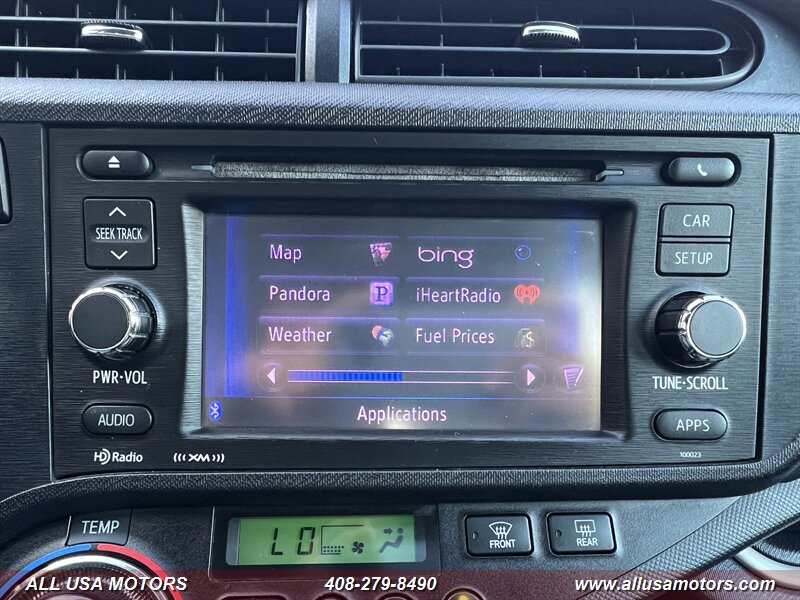 SEEK TRACK
CAR
SETUP
Map
bing
Pandora
P
iHeartRadio
Weather
Fuel Prices
$
Applications
PWR•VOL
TUNE•SCROLL
AUDIO
APPS
HD Radio
((( XM )))
100023
TEMP
LO
FRONT
REAR
ALL USA MOTORS
408-279-8490
www.allusamotors.com